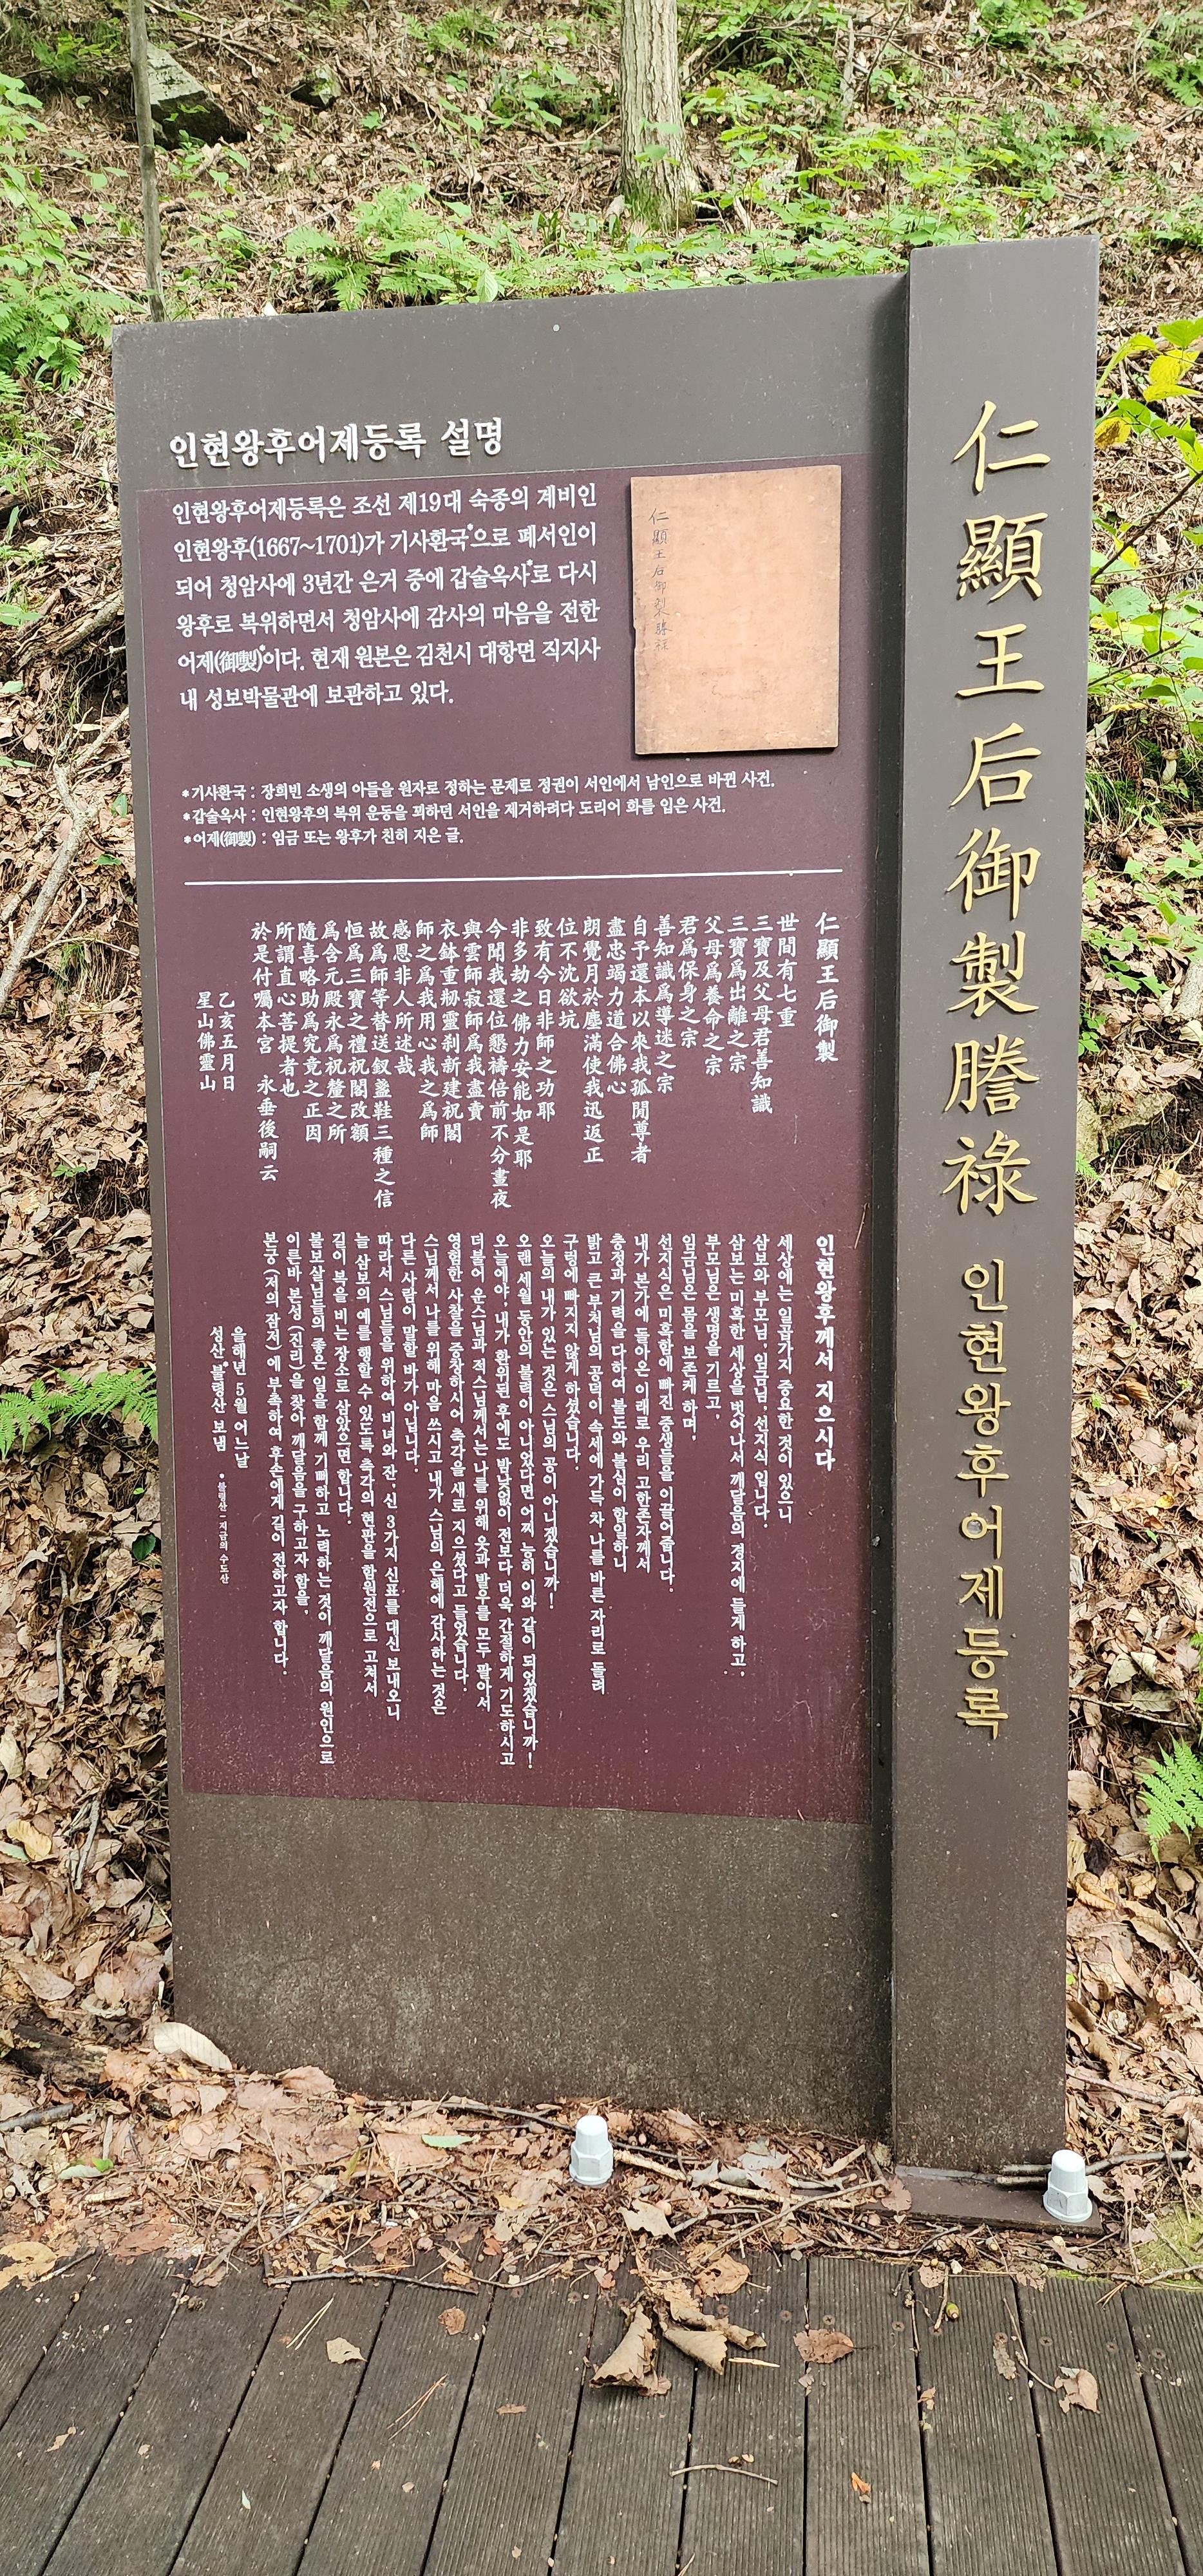 인현왕후어제등록 설명
인현왕후어제등록은 조선 제19대 숙종의 계비인
인현왕후(1667~1701)가 기사환국*으로 폐서인이
되어 청암사에 3년간 은거 중에 갑술옥사*로 다시
왕후로 복위하면서 청암사에 감사의 마음을 전한
어제(御製)*이다. 현재 원본은 김천시 대항면 직지사
내 성보박물관에 보관하고 있다.
仁顯王后御製謄祿
*기사환국 : 장희빈 소생의 아들을 원자로 정하는 문제로 정권이 서인에서 남인으로 바뀐 사건.
*갑술옥사 : 인현왕후의 복위 운동을 꾀하던 서인을 제거하려다 도리어 화를 입은 사건.
*어제(御製) : 임금 또는 왕후가 친히 지은 글.
仁顯王后御製
世間有七重
三寶及父母君善知識
三寶爲出離之宗
父母爲養命之宗
君爲保身之宗
善知識爲導迷之宗
自予還本以來我孤閒尊者
盡忠竭力道合佛心
朗覺月於塵滿使我迅返正
位不沈欲坑
致有今日非師之功耶
非多劫之佛力安能如是耶
今聞我還位懇禱倍前不分晝夜
與雲師寂師爲我盡賣
衣鉢重刱靈刹新建祝閣
師之爲我用心我之爲師
感恩非人所述哉
故爲師等替送釵盞鞋三種之信
恒爲三寶之禮祝閣改額
爲含元殿永爲祝釐之所
隨喜略助爲究竟之正因
所謂直心菩提者也
於是付囑本宮 永垂後嗣云
乙亥五月日
星山佛靈山
인현왕후께서 지으시다
세상에는 일곱가지 중요한 것이 있으니
삼보와 부모님, 임금님, 선지식 입니다.
삼보는 미혹한 세상을 벗어나서 깨달음의 경지에 들게 하고,
부모님은 생명을 기르고,
임금님은 몸을 보존케 하며,
선지식은 미혹함에 빠진 중생들을 이끌어 줍니다.
내가 본가에 돌아온 이래로 우리 고한존자께서
충정과 기력을 다하여 불도와 불심이 합일하니
밝고 큰 부처님의 공덕이 속세에 가득 차 나를 바른 자리로 돌려
구렁에 빠지지 않게 하셨습니다.
오늘의 내가 있는 것은 스님의 공이 아니겠습니까!
오랜 세월 동안의 불력이 아니었다면 어찌 능히 이와 같이 되었겠습니까!
오늘에야, 내가 환위된 후에도 밤낮없이 전보다 더욱 간절하게 기도하시고
더불어 운스님과 적스님께서는 나를 위해 옷과 발우를 모두 팔아서
영험한 사찰을 중창하시어 축각을 새로 지으셨다고 들었습니다.
스님께서 나를 위해 마음 쓰시고 내가 스님의 은혜에 감사하는 것은
다른 사람이 말할 바가 아닙니다.
따라서 스님들을 위하여 비녀와 잔, 신 3가지 신표를 대신 보내오니
늘 삼보의 예를 행할 수 있도록 축각의 현판을 함원전으로 고쳐서
길이 복을 비는 장소로 삼았으면 합니다.
불보살님들의 좋은 일을 함께 기뻐하고 노력하는 것이 깨달음의 원인으로
이른바 본성(진리)을 찾아 깨달음을 구하고자 함을,
본궁(저의 잠저)에 부촉하여 후손에게 길이 전하고자 합니다.
을해년 5월 어느날
성산 불령산* 보냄
*불령산 - 지금의 수도산
仁顯王后御製謄祿 인현왕후어제등록